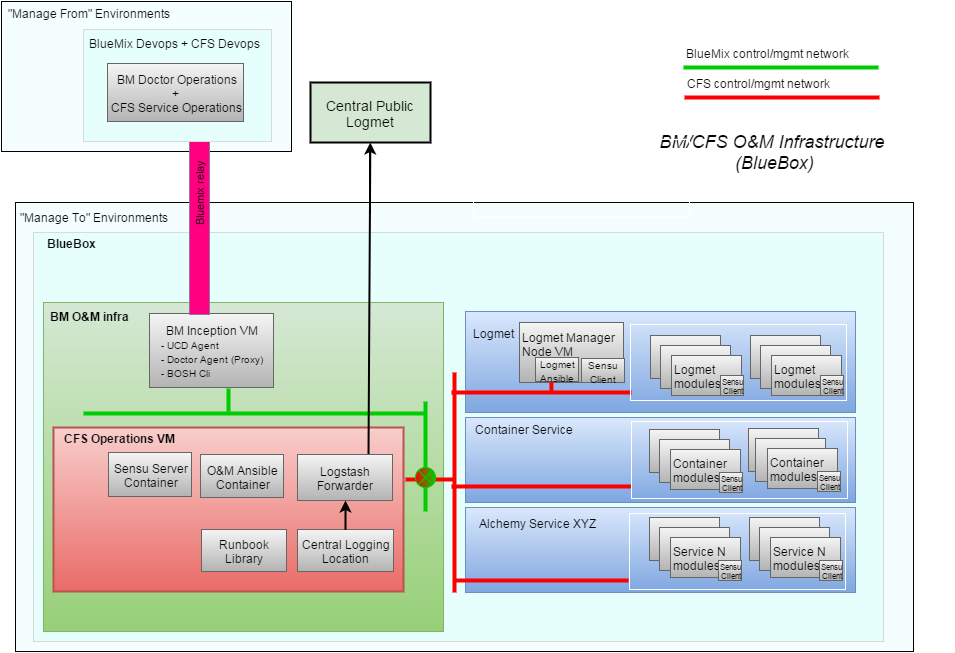 "Manage From" Environments
BlueMix Devops + CFS Devops
BM Doctor Operations
+
CFS Service Operations
Central Public
Logmet
BlueMix control/mgmt network
CFS control/mgmt network
BM/CFS O&M Infrastructure
(BlueBox)
Bluemix relay
"Manage To" Environments
BlueBox
BM O&M infra
BM Inception VM
- UCD Agent
- Doctor Agent (Proxy)
- BOSH Cli
CFS Operations VM
Sensu Server
Container
O&M Ansible
Container
Logstash
Forwarder
Runbook
Library
Central Logging
Location
Logmet
Logmet Manager
Node VM
Logmet
Ansible
Sensu
Client
Logmet
modules
Sensu
Client
Logmet
modules
Sensu
Client
Container Service
Container
modules
Sensu
Client
Container
modules
Sensu
Client
Alchemy Service XYZ
Service N
modules
Sensu
Client
Service N
modules
Sensu
Client